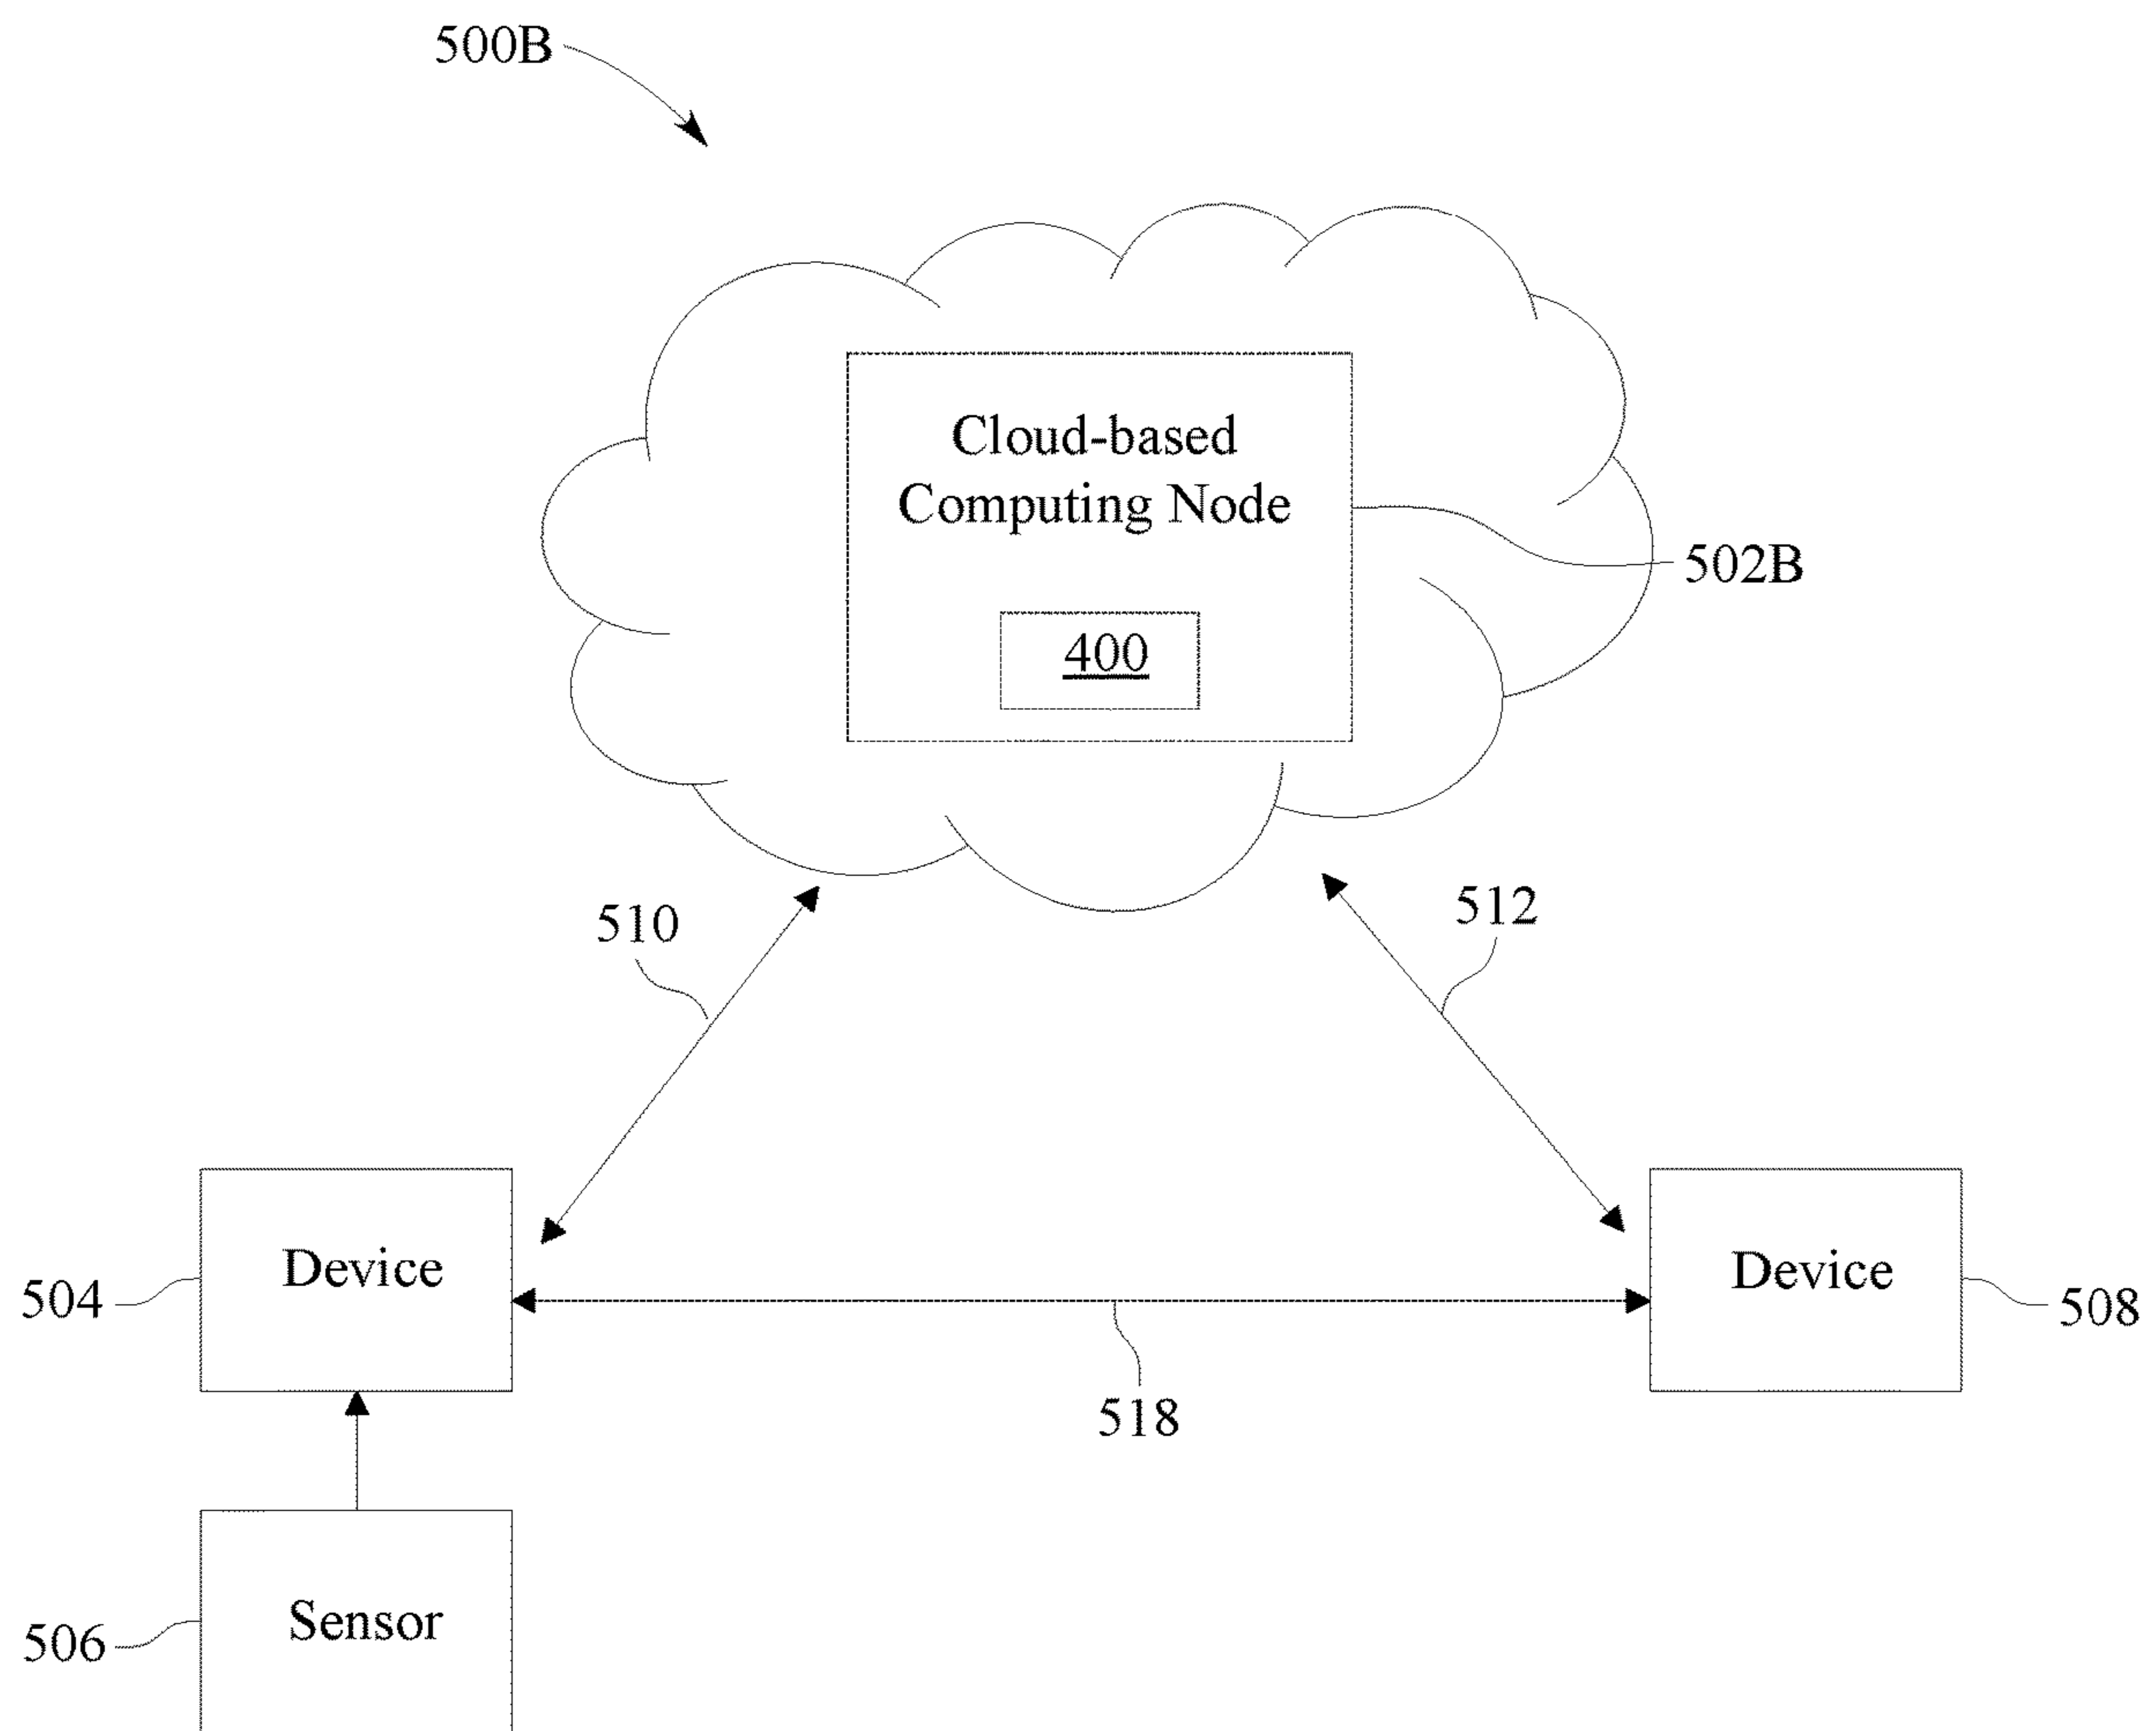 500B
Cloud-based
Computing Node
502B
400
510
512
Device
Device
504
508
518
Sensor
506